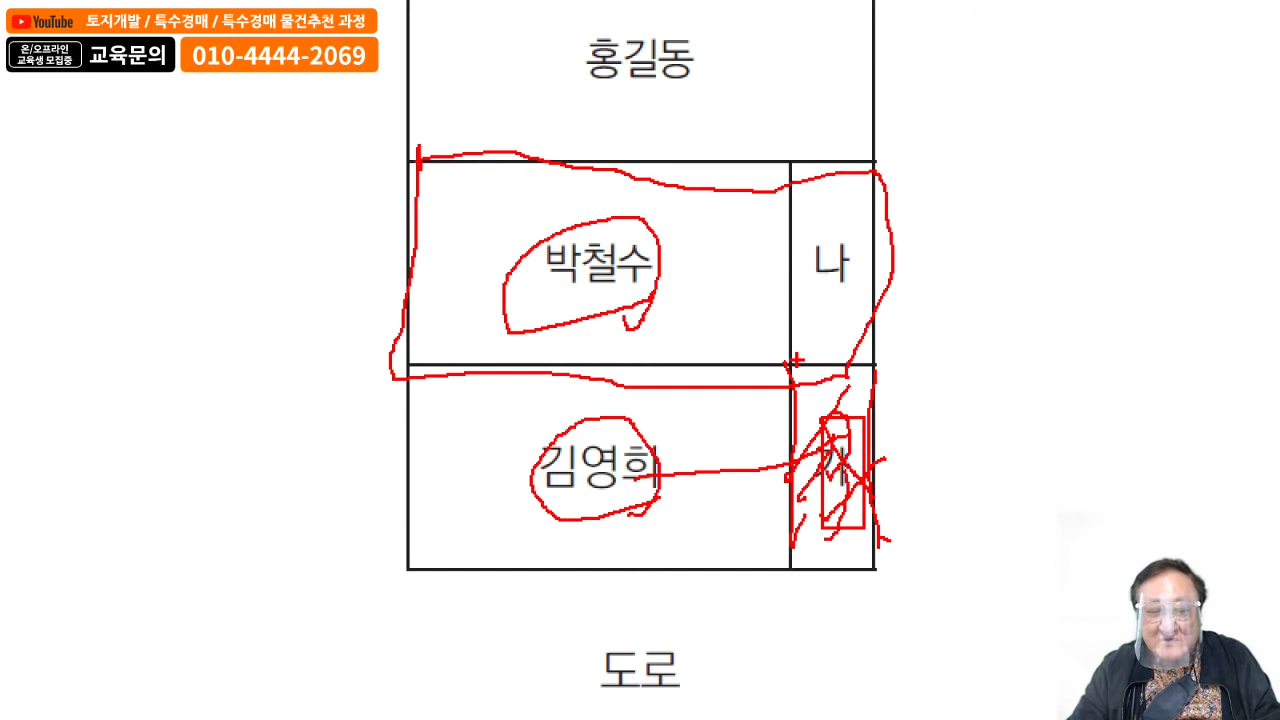 YouTube 토지개발 / 특수경매 / 특수경매 물건추천 과정
온/오프라인
교육생 모집중
교육문의 010-4444-2069
홍길동
박철수 나
김영희
도로